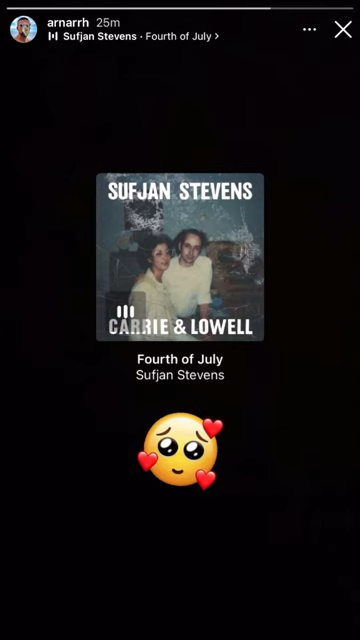 arnarrh 25m
Sufjan Stevens · Fourth of July >
SUFJAN STEVENS
CARRIE & LOWELL
Fourth of July
Sufjan Stevens